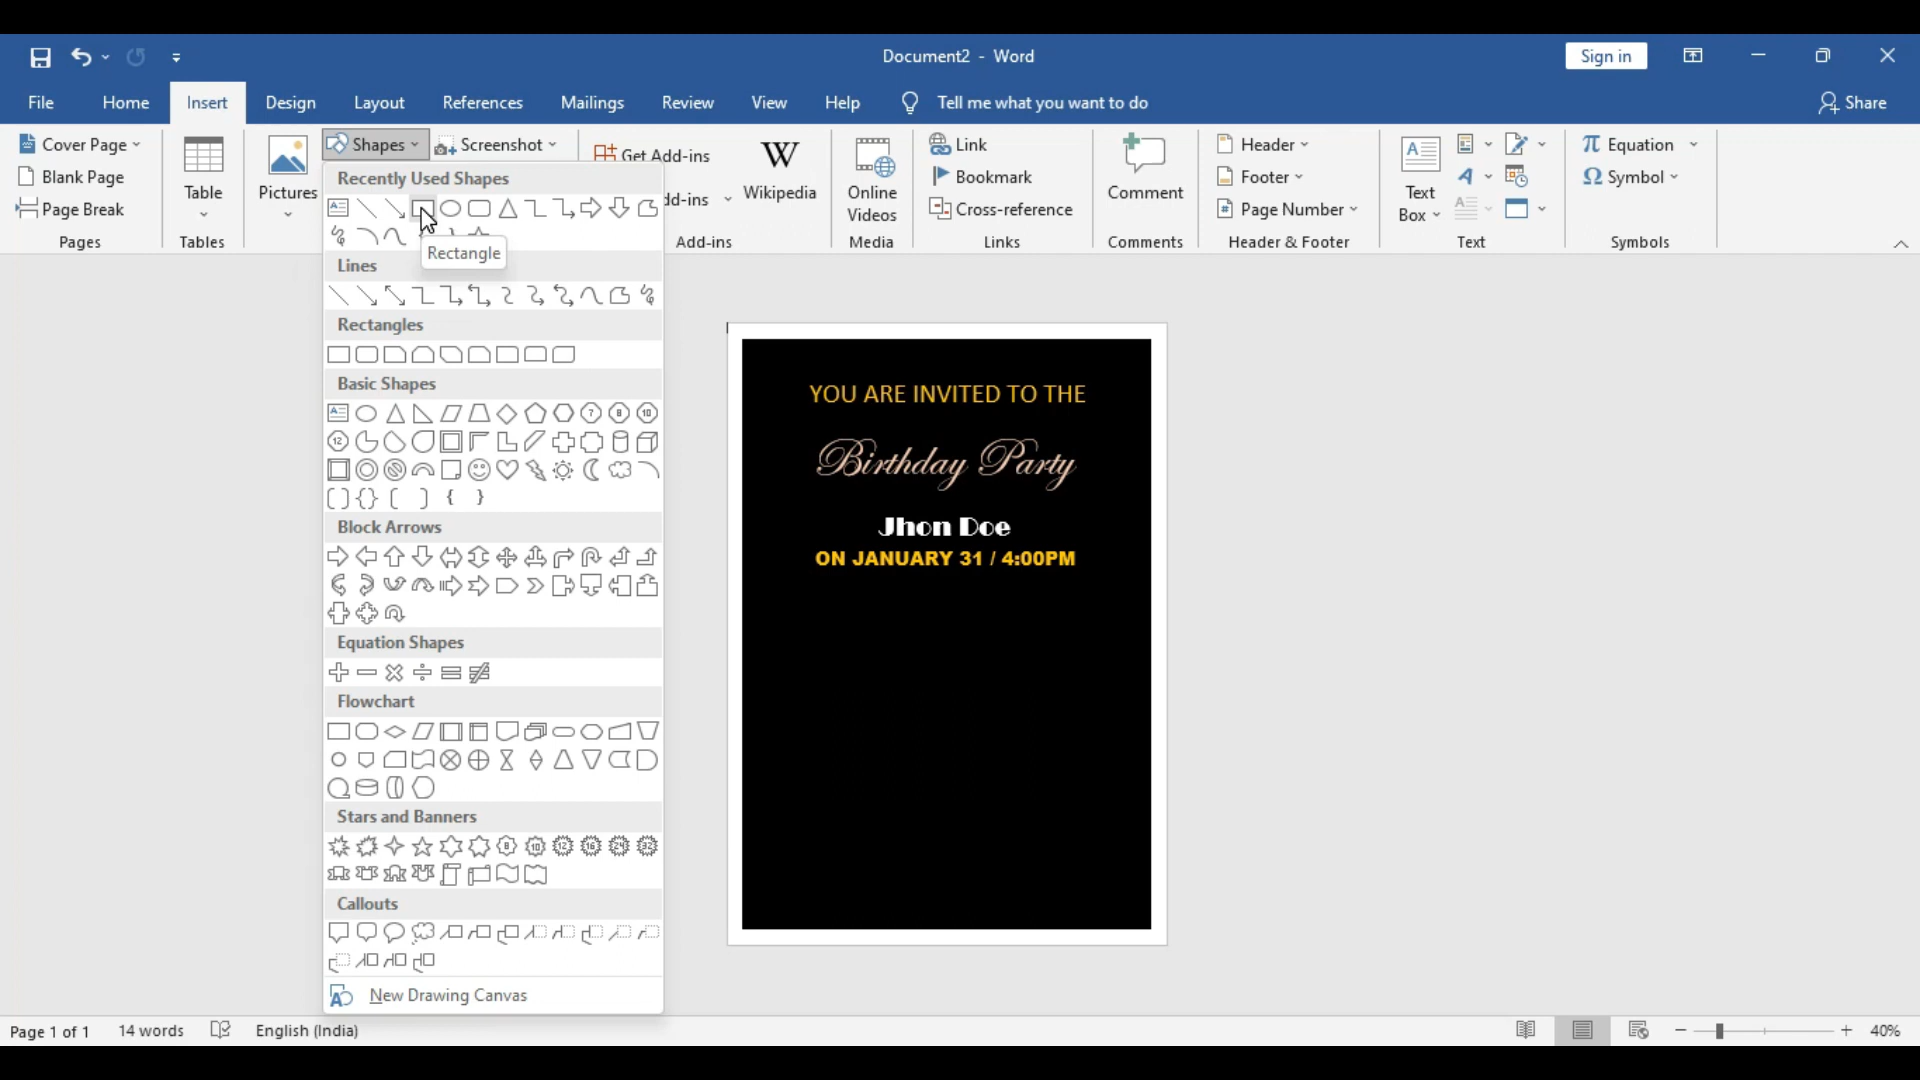 Document2 - Word
Sign in
File Home Insert Design Layout References Mailings Review View Help Tell me what you want to do Share
Cover Page
Blank Page
Page Break
Pages
Table
Tables
Pictures
Shapes
Screenshot
Get Add-ins
dd-ins
Add-ins
Wikipedia
Online
Videos
Media
Link
Bookmark
Cross-reference
Links
Comment
Comments
Header
Footer
Page Number
Header & Footer
Text
Box
Text
Equation
Symbol
Symbols
Recently Used Shapes
Rectangle
Lines
Rectangles
Basic Shapes
Block Arrows
Equation Shapes
Flowchart
Stars and Banners
Callouts
New Drawing Canvas
YOU ARE INVITED TO THE
Birthday Party
Jhon Doe
ON JANUARY 31 / 4:00PM
Page 1 of 1 14 words English (India) 40%